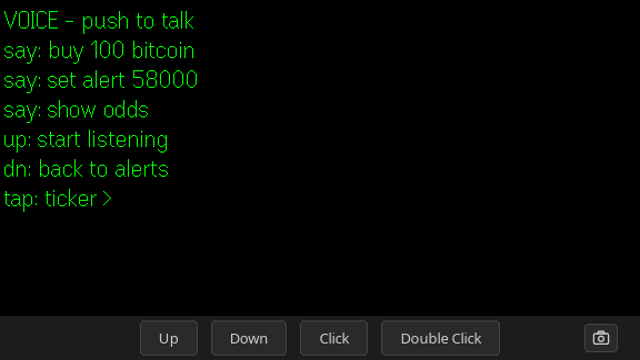 VOICE - push to talk
say: buy 100 bitcoin
say: set alert 58000
say: show odds
up: start listening
dn: back to alerts
tap: ticker >
Up Down Click Double Click